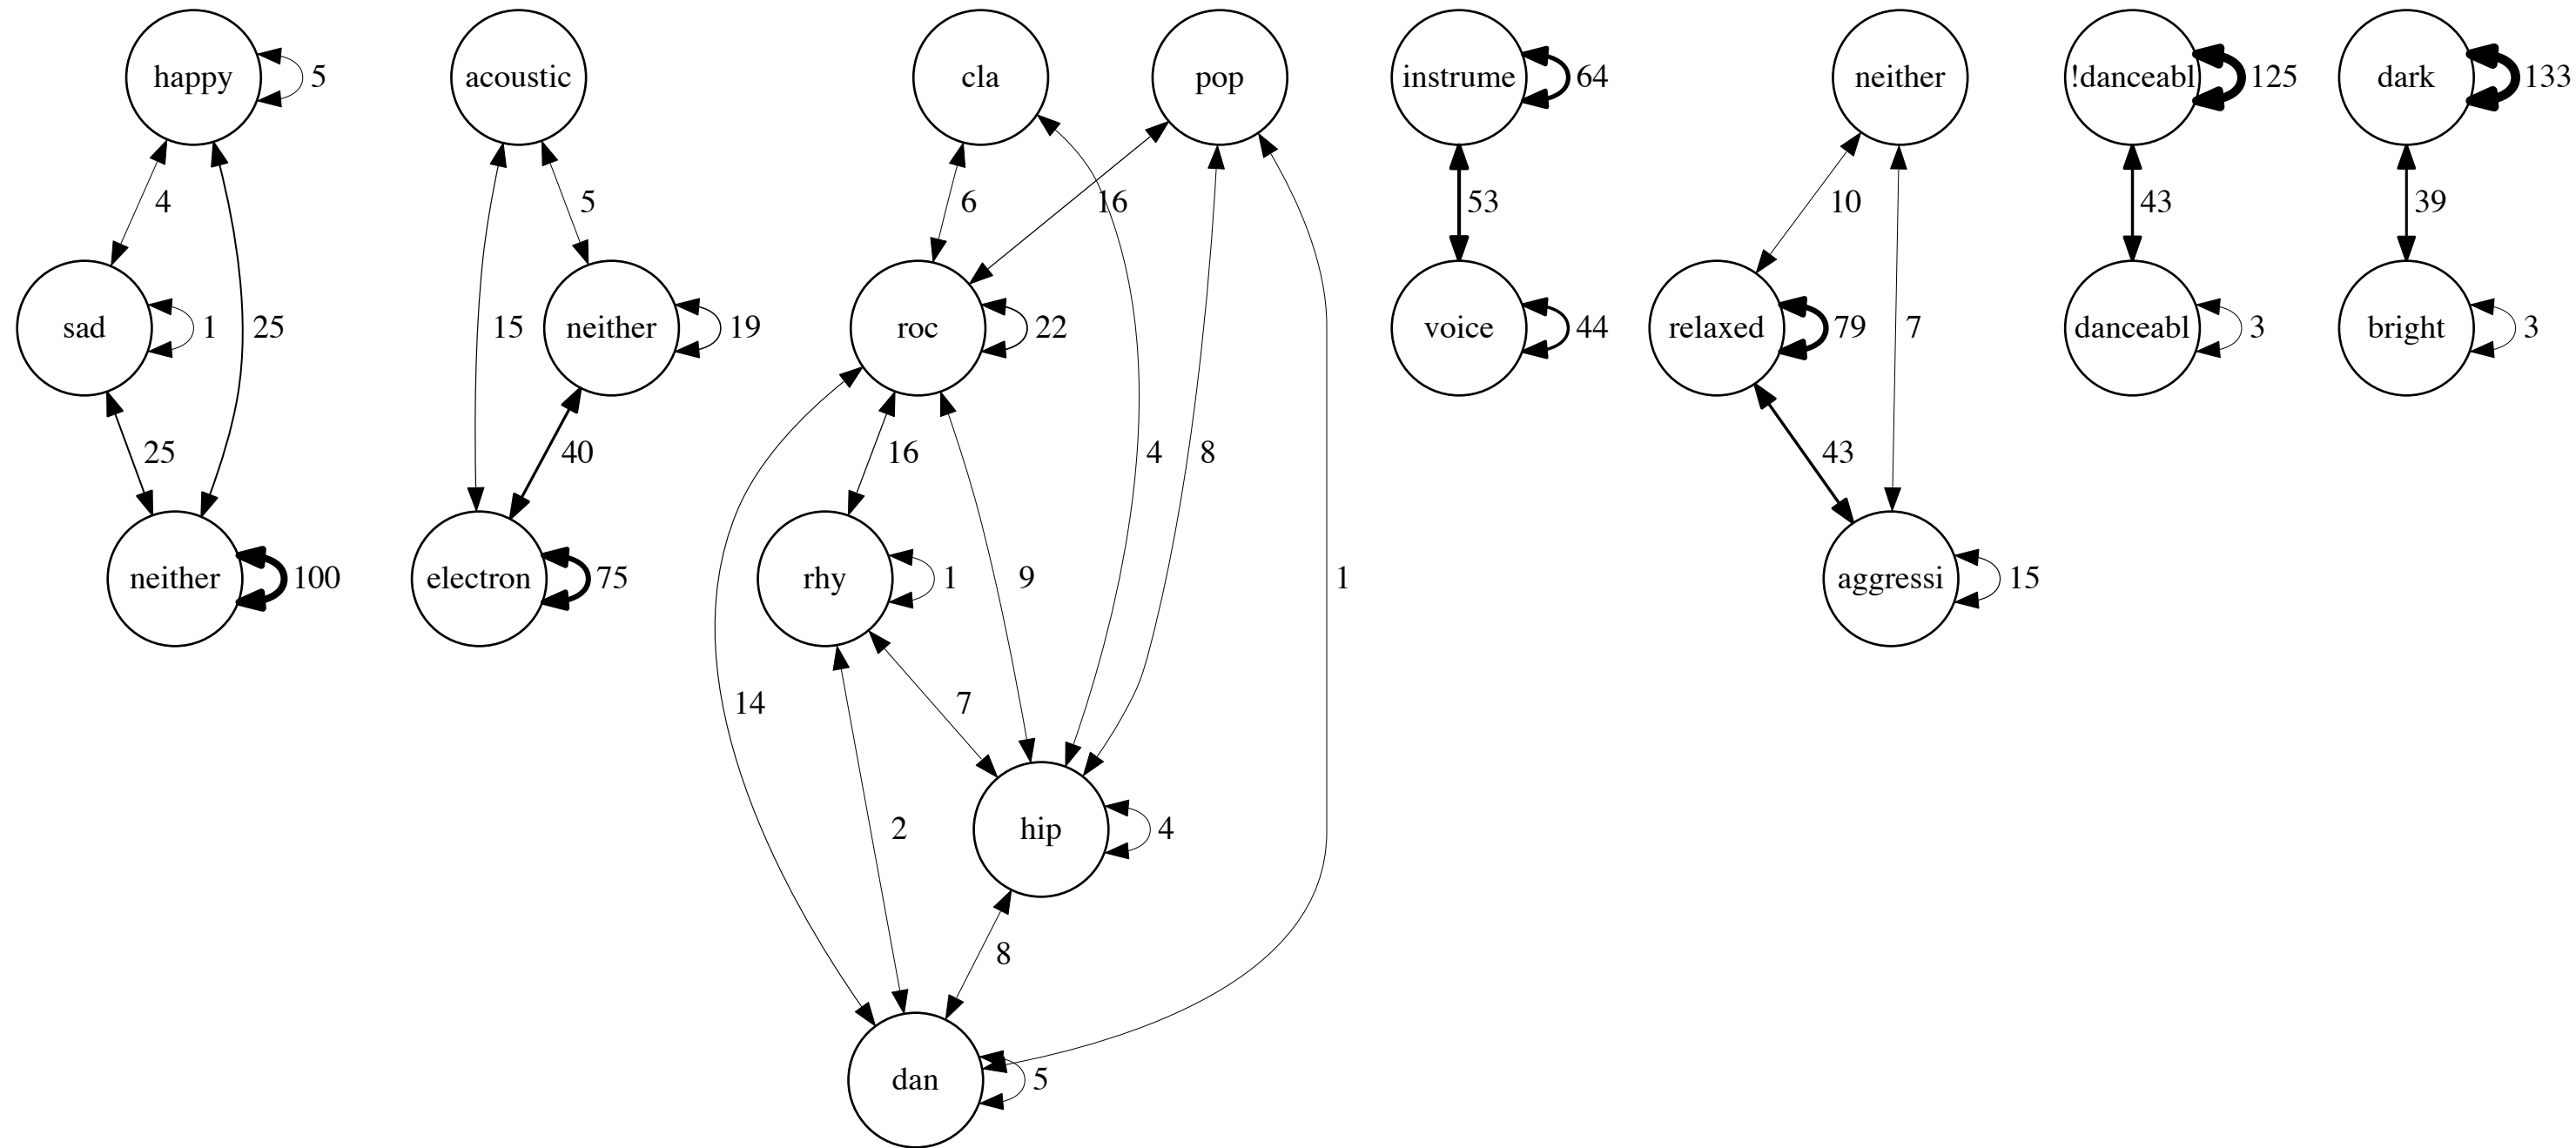 happy
5
acoustic
cla
pop
instrume
64
neither
!danceabl
125
dark
133
4
5
6
16
53
10
43
39
sad
1
25
15
neither
19
roc
22
voice
44
relaxed
79
7
danceabl
3
bright
3
25
40
16
4
8
43
neither
100
electron
75
rhy
1
9
1
aggressi
15
14
7
2
hip
4
8
dan
5